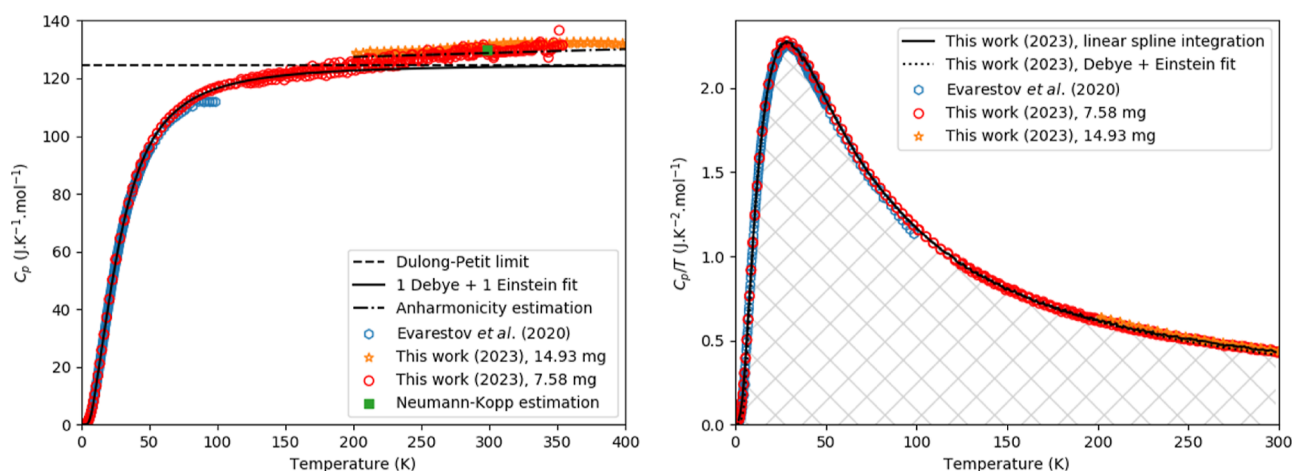 140
120
100
80
60
40
20
0
C_p (J.K⁻¹.mol⁻¹)
Dulong-Petit limit
1 Debye + 1 Einstein fit
Anharmonicity estimation
Evarestov et al. (2020)
This work (2023), 14.93 mg
This work (2023), 7.58 mg
Neumann-Kopp estimation
0 50 100 150 200 250 300 350 400
Temperature (K)
This work (2023), linear spline integration
This work (2023), Debye + Einstein fit
Evarestov et al. (2020)
This work (2023), 7.58 mg
This work (2023), 14.93 mg
2.0
1.5
1.0
0.5
0.0
C_p/T (J.K⁻².mol⁻¹)
0 50 100 150 200 250 300
Temperature (K)